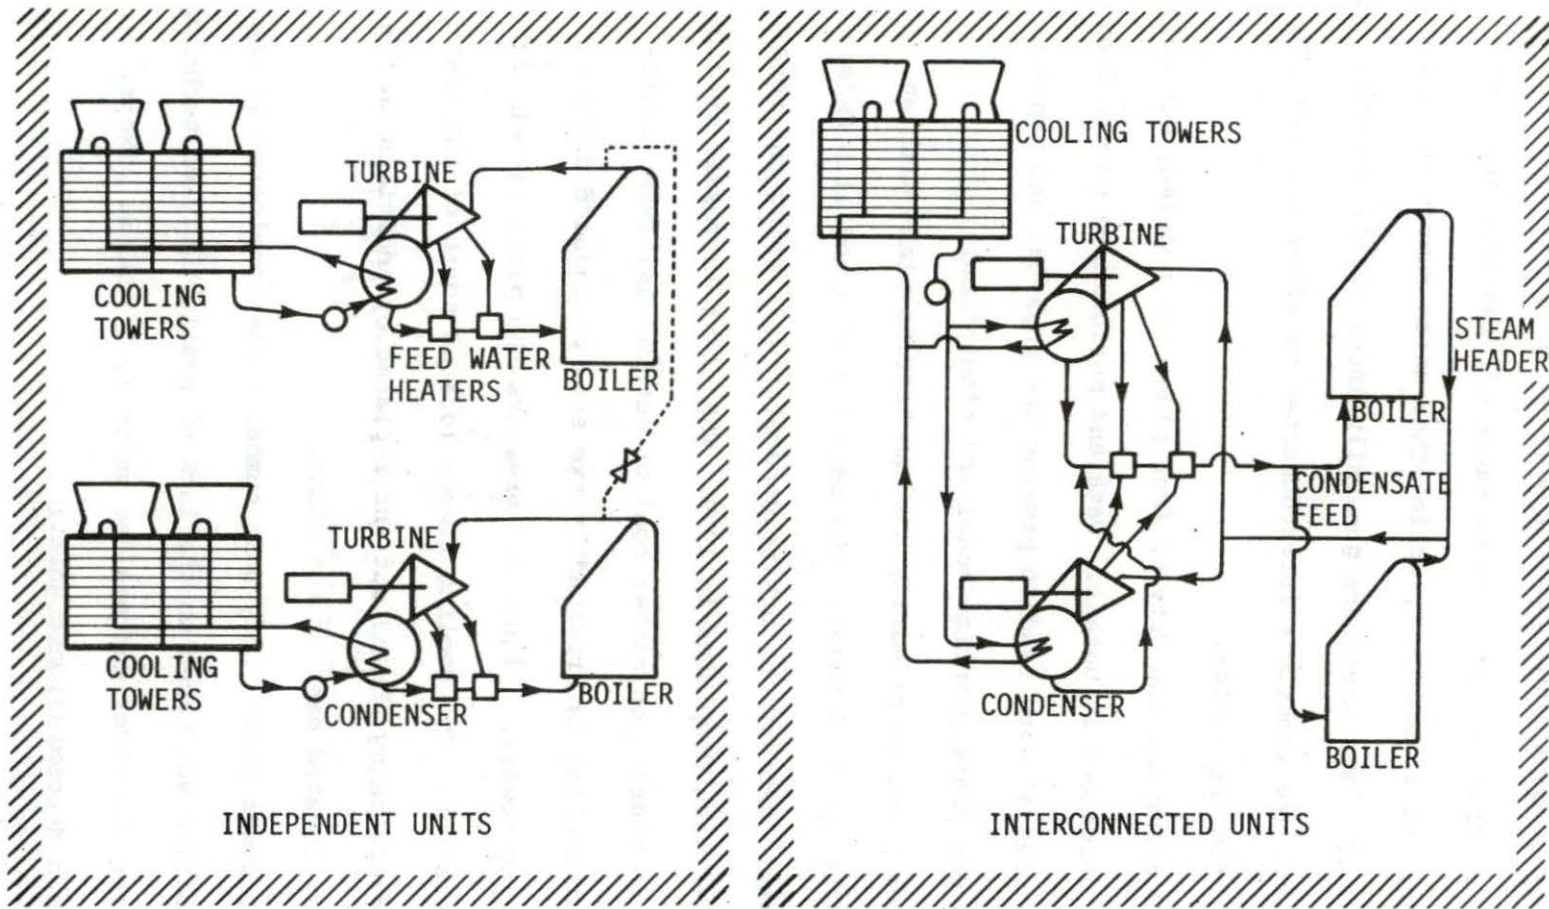 TURBINE
COOLING
TOWERS
FEED WATER
HEATERS
BOILER
TURBINE
COOLING
TOWERS
CONDENSER
BOILER
INDEPENDENT UNITS
COOLING TOWERS
TURBINE
STEAM
HEADER
BOILER
CONDENSATE
FEED
CONDENSER
BOILER
INTERCONNECTED UNITS